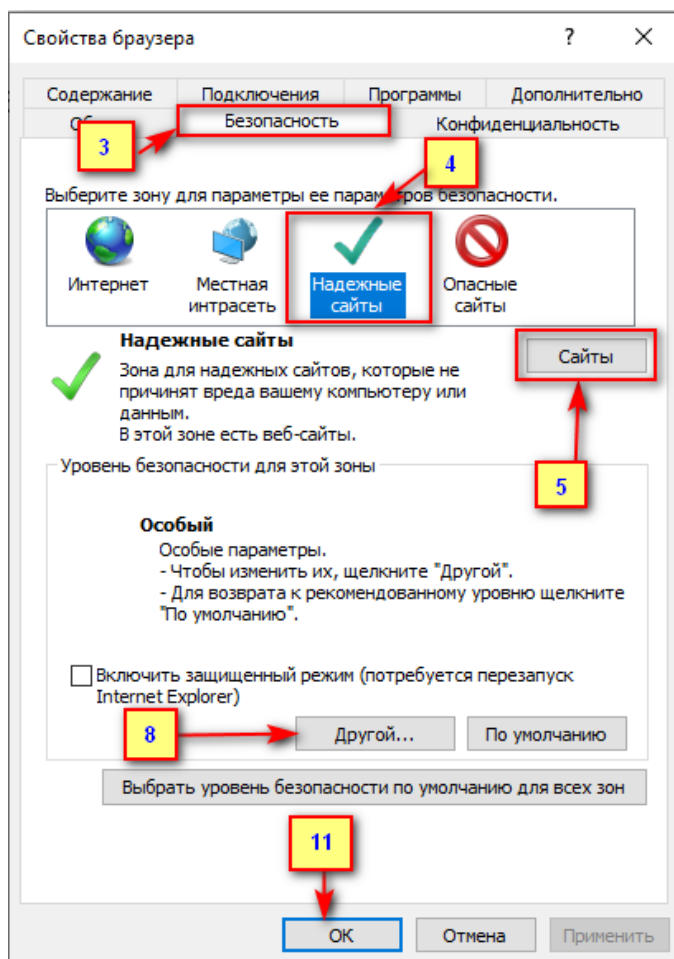 Свойства браузера ? ×
Содержание Подключения Программы Дополнительно
Безопасность Конфиденциальность
3
4
Выберите зону для параметры ее параметров безопасности.
Интернет Местная интрасеть Надежные сайты Опасные сайты
Надежные сайты
Сайты
Зона для надежных сайтов, которые не
причинят вреда вашему компьютеру или
данным.
В этой зоне есть веб-сайты.
5
Уровень безопасности для этой зоны
Особый
Особые параметры.
- Чтобы изменить их, щелкните "Другой".
- Для возврата к рекомендованному уровню щелкните
"По умолчанию".
Включить защищенный режим (потребуется перезапуск
Internet Explorer)
8
Другой... По умолчанию
Выбрать уровень безопасности по умолчанию для всех зон
11
ОК Отмена Применить